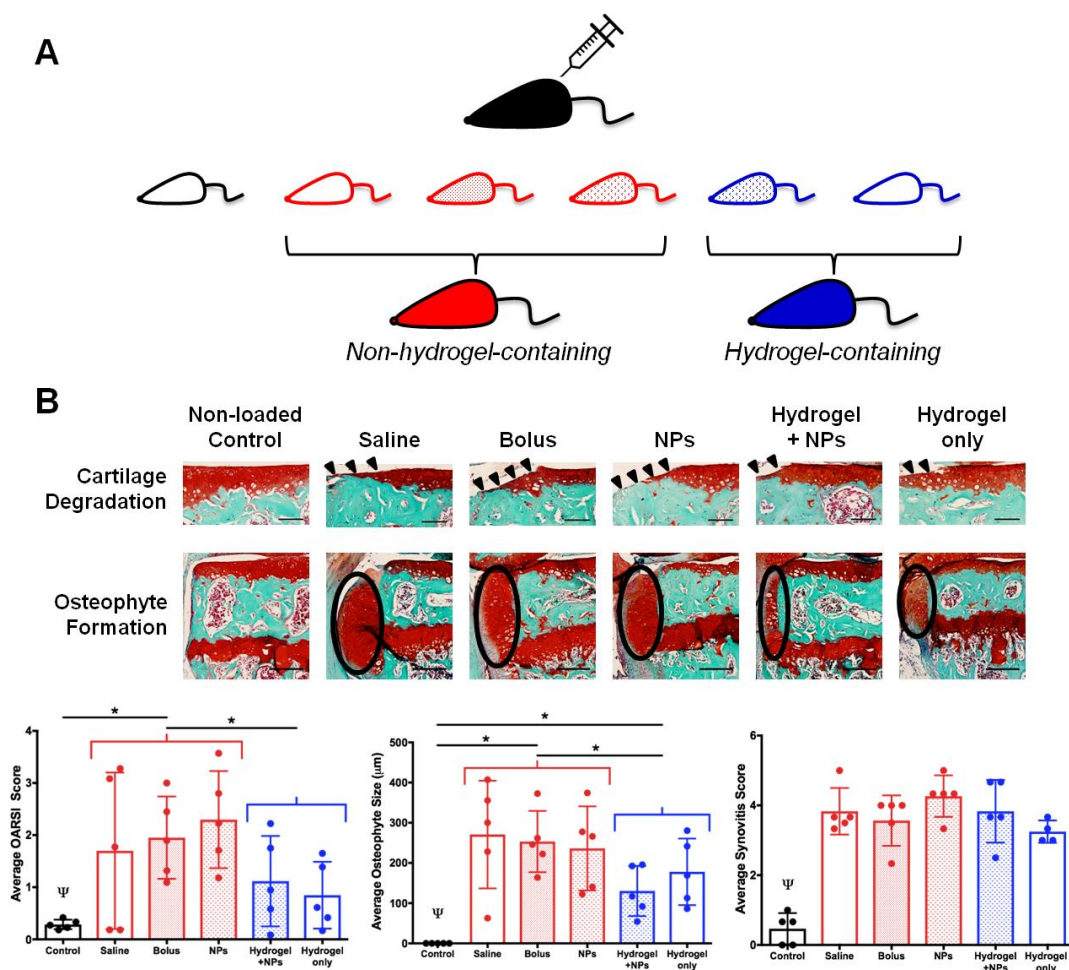 A
Non-hydrogel-containing
Hydrogel-containing
B
Non-loaded
Control
Saline
Bolus
NPs
Hydrogel
+ NPs
Hydrogel
only
Cartilage
Degradation
Osteophyte
Formation
Average OARSI Score
4
3
2
1
0
*
*
Ψ
Control
Saline
Bolus
NPs
Hydrogel
+NPs
Hydrogel
only
Average Osteophyte Size (μm)
500
400
300
200
100
0
*
*
*
Ψ
Control
Saline
Bolus
NPs
Hydrogel
+NPs
Hydrogel
only
Average Synovitis Score
6
4
2
0
Ψ
Control
Saline
Bolus
NPs
Hydrogel
+NPs
Hydrogel
only